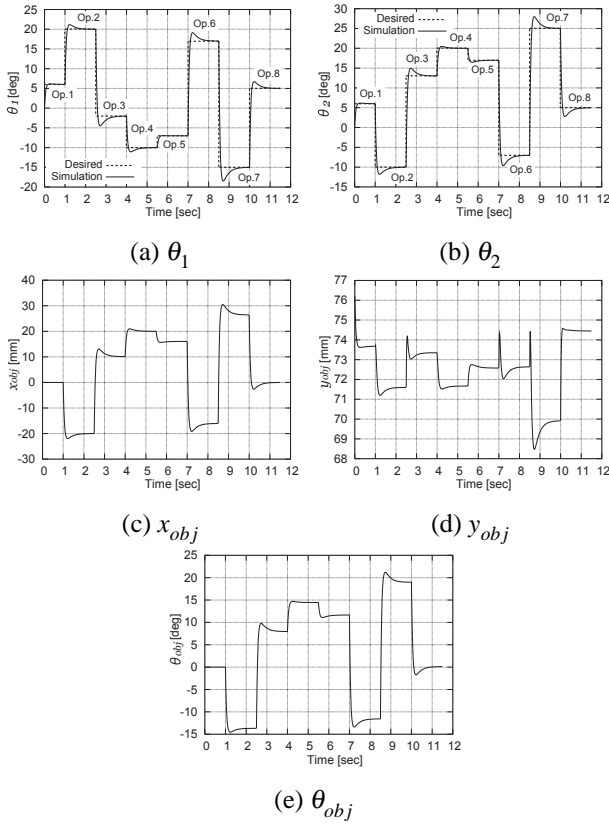 25
20
15
10
5
0
-5
-10
-15
-20
θ1 [deg]
Op.1
Op.2
Op.3
Op.4
Op.5
Op.6
Op.7
Op.8
Desired
Simulation
0 1 2 3 4 5 6 7 8 9 10 11 12
Time [sec]
(a) θ1
30
25
20
15
10
5
0
-5
-10
-15
θ2 [deg]
Desired
Simulation
Op.1
Op.2
Op.3
Op.4
Op.5
Op.6
Op.7
Op.8
0 1 2 3 4 5 6 7 8 9 10 11 12
Time [sec]
(b) θ2
40
30
20
10
0
-10
-20
-30
xobj [mm]
0 1 2 3 4 5 6 7 8 9 10 11 12
Time [sec]
(c) xobj
77
76
75
74
73
72
71
70
69
68
yobj [mm]
0 1 2 3 4 5 6 7 8 9 10 11 12
Time [sec]
(d) yobj
25
20
15
10
5
0
-5
-10
-15
θobj [deg]
0 1 2 3 4 5 6 7 8 9 10 11 12
Time [sec]
(e) θobj